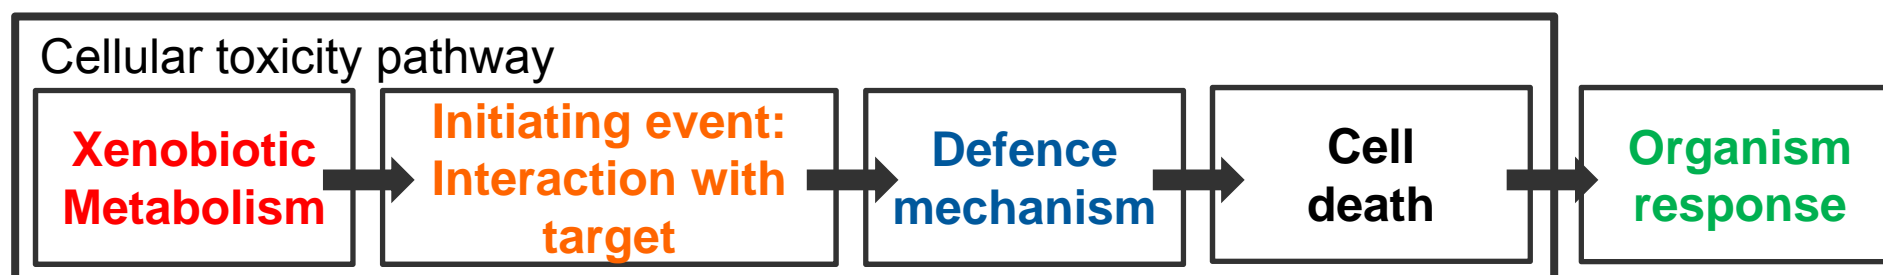 Cellular toxicity pathway
Xenobiotic
Metabolism
Initiating event:
Interaction with
target
Defence
mechanism
Cell
death
Organism
response